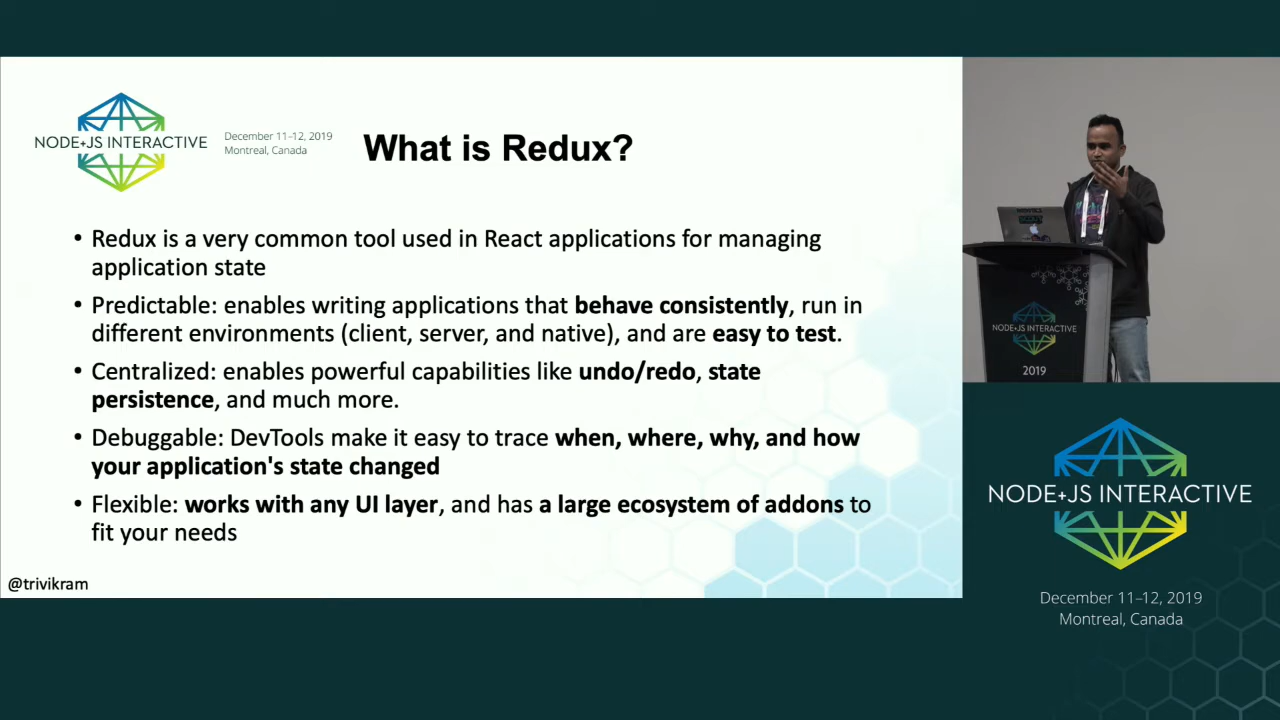 NODE+JS INTERACTIVE
December 11-12, 2019
Montreal, Canada
What is Redux?
• Redux is a very common tool used in React applications for managing
application state
• Predictable: enables writing applications that behave consistently, run in
different environments (client, server, and native), and are easy to test.
• Centralized: enables powerful capabilities like undo/redo, state
persistence, and much more.
• Debuggable: DevTools make it easy to trace when, where, why, and how
your application's state changed
• Flexible: works with any UI layer, and has a large ecosystem of addons to
fit your needs
@trivikram
NODE+JS INTERACTIVE
2019
NODE+JS INTERACTIVE
December 11-12, 2019
Montreal, Canada